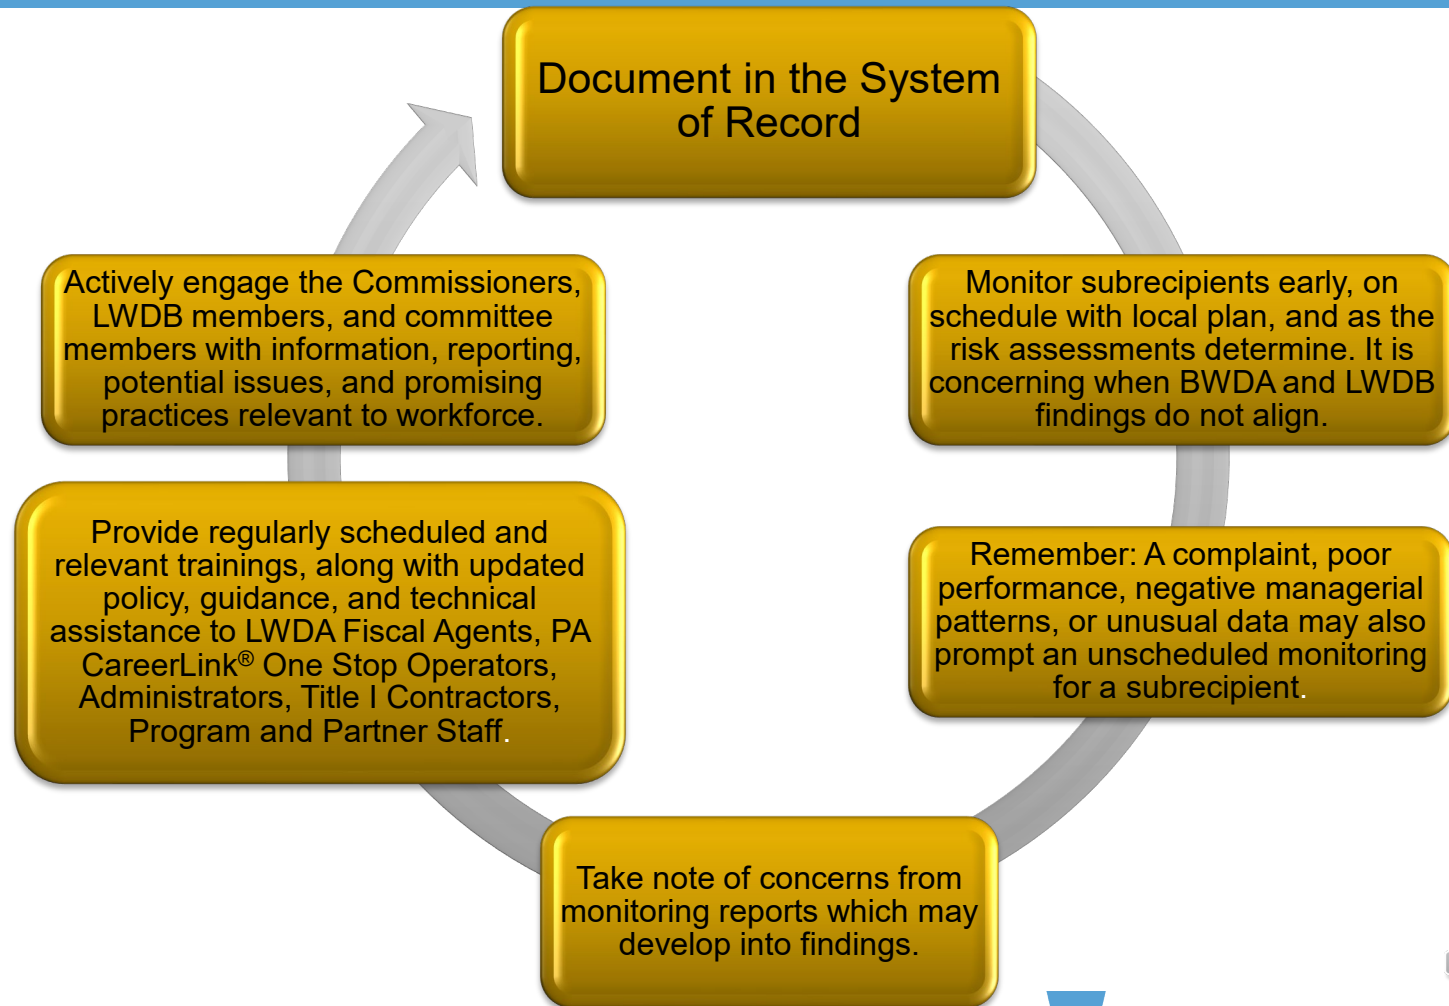 Document in the System
of Record
Monitor subrecipients early, on
schedule with local plan, and as the
risk assessments determine. It is
concerning when BWDA and LWDB
findings do not align.
Remember: A complaint, poor
performance, negative managerial
patterns, or unusual data may also
prompt an unscheduled monitoring
for a subrecipient.
Take note of concerns from
monitoring reports which may
develop into findings.
Provide regularly scheduled and
relevant trainings, along with updated
policy, guidance, and technical
assistance to LWDA Fiscal Agents, PA
CareerLink® One Stop Operators,
Administrators, Title I Contractors,
Program and Partner Staff.
Actively engage the Commissioners,
LWDB members, and committee
members with information, reporting,
potential issues, and promising
practices relevant to workforce.